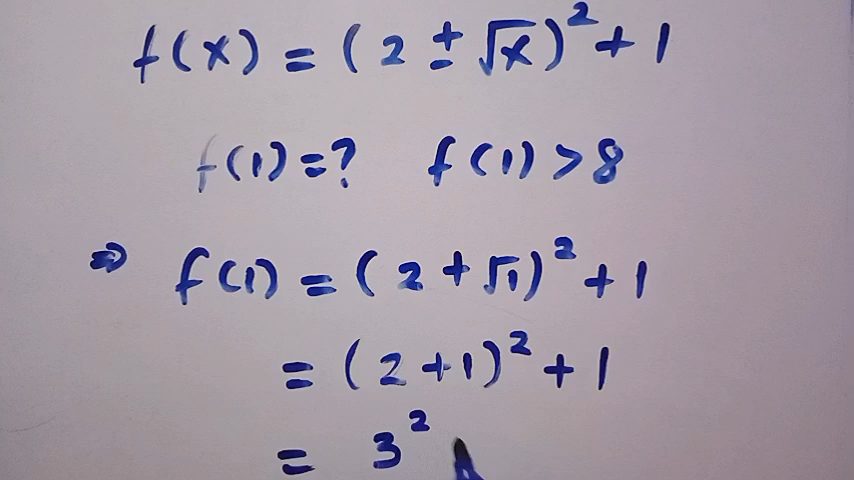 f(x) = (2 ± √x)² + 1
f(1) = ? f(1) > 8
⇒ f(1) = (2 + √1)² + 1
= (2 + 1)² + 1
= 3²